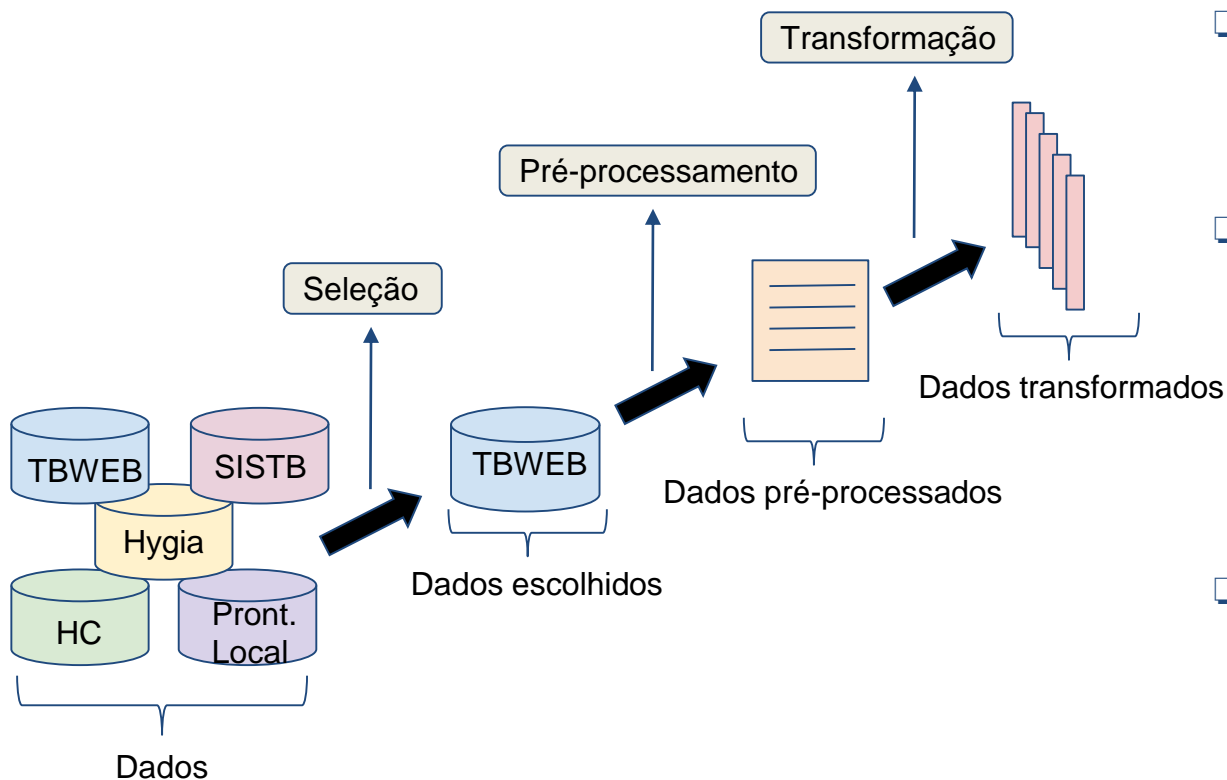 Transformação
Pré-processamento
Seleção
Dados transformados
TBWEB
SISTB
TBWEB
Dados pré-processados
Hygia
Dados escolhidos
HC
Pront.
Local
Dados